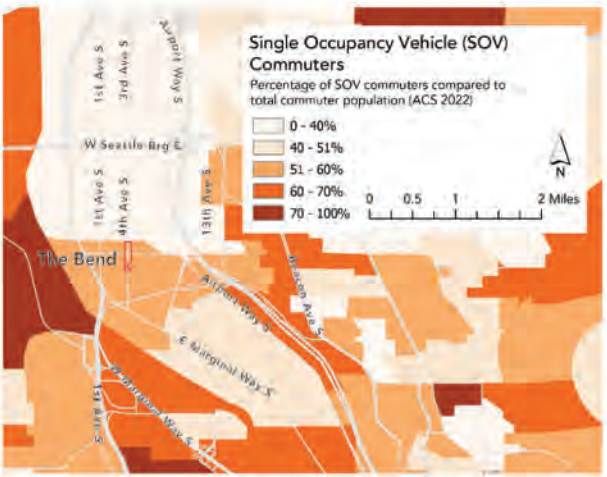 Single Occupancy Vehicle (SOV)
Commuters
Percentage of SOV commuters compared to
total commuter population (ACS 2022)
0 - 40%
40 - 51%
51 - 60%
60 - 70%
70 - 100%
N
0 0.5 1 2 Miles
1st Ave S
3rd Ave S
Airport Way S
W Seattle Brg E
1st Ave S
4th Ave S
13th Ave S
The Bend
Airport Way S
Beacon Ave S
E Marginal Way S
W Marginal Way S
1st Ave S